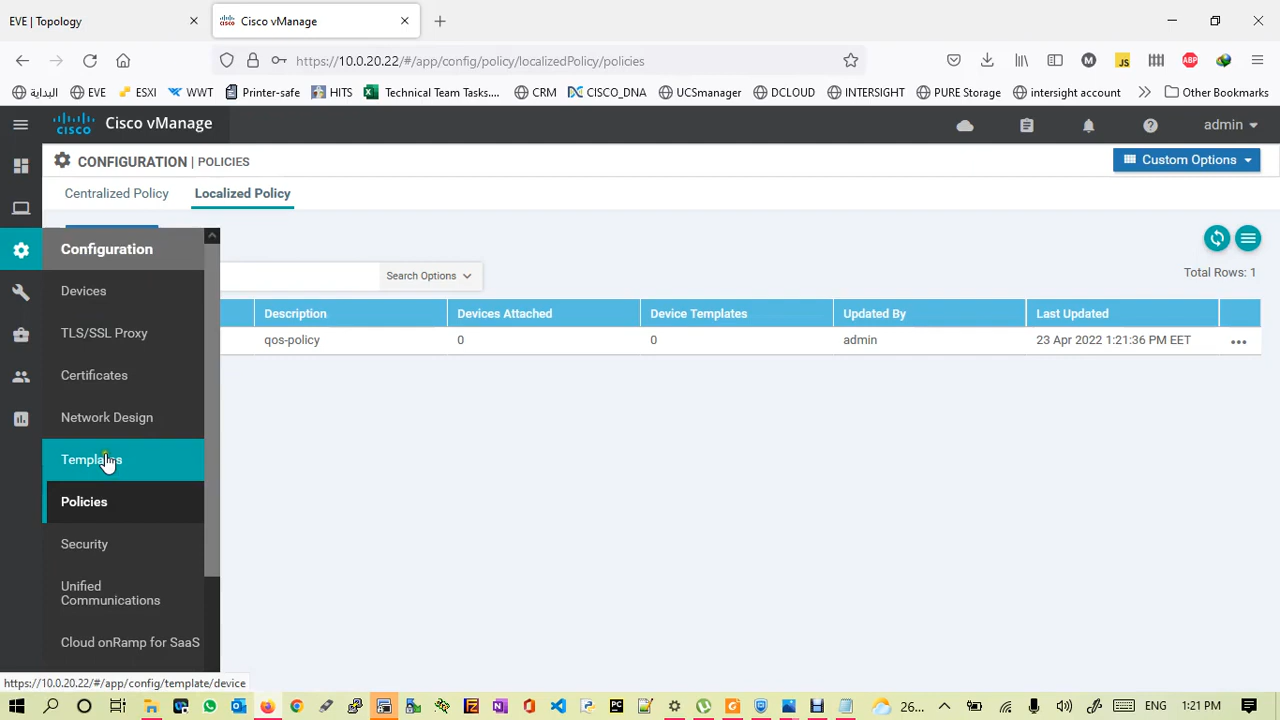 EVE | Topology
Cisco vManage
https://10.0.20.22/#/app/config/policy/localizedPolicy/policies
البداية
EVE
ESXI
WWT
Printer-safe
HITS
Technical Team Tasks....
CRM
CISCO_DNA
UCSmanager
DCLOUD
INTERSIGHT
PURE Storage
intersight account
Other Bookmarks
JS
ABP
cisco
Cisco vManage
admin
CONFIGURATION | POLICIES
Custom Options
Centralized Policy
Localized Policy
Configuration
Search Options
Total Rows: 1
Devices
Description
Devices Attached
Device Templates
Updated By
Last Updated
qos-policy
0
0
admin
23 Apr 2022 1:21:36 PM EET
TLS/SSL Proxy
Certificates
Network Design
Templates
Policies
Security
Unified
Communications
Cloud onRamp for SaaS
https://10.0.20.22/#/app/config/template/device
26...
ENG
1:21 PM